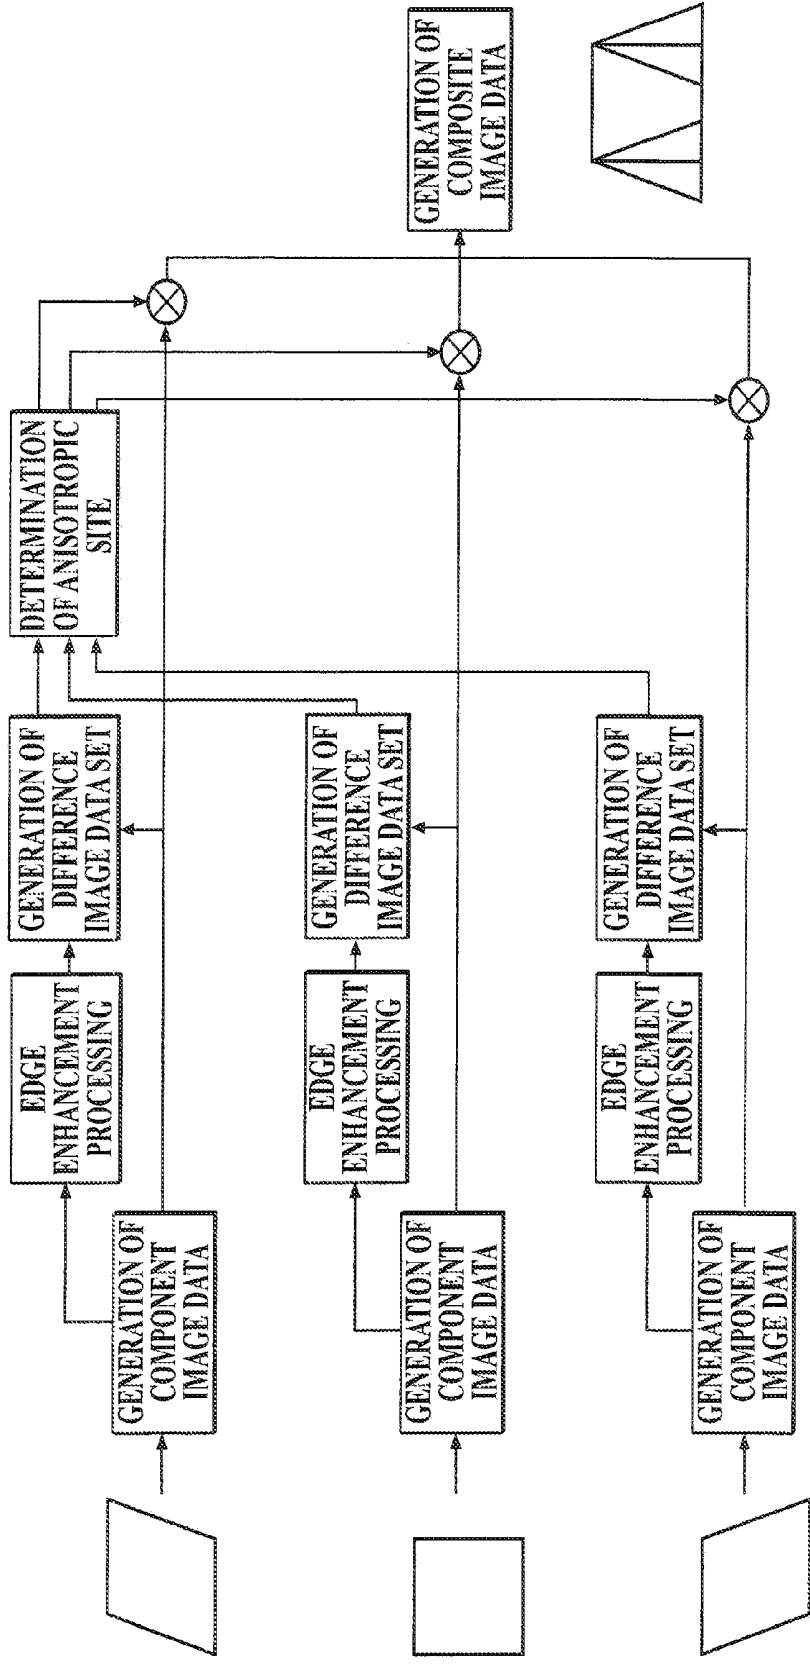 GENERATION OF
COMPONENT
IMAGE DATA
EDGE
ENHANCEMENT
PROCESSING
GENERATION OF
DIFFERENCE
IMAGE DATA SET
DETERMINATION
OF ANISOTROPIC
SITE
GENERATION OF
COMPONENT
IMAGE DATA
EDGE
ENHANCEMENT
PROCESSING
GENERATION OF
DIFFERENCE
IMAGE DATA SET
GENERATION OF
COMPOSITE
IMAGE DATA
GENERATION OF
COMPONENT
IMAGE DATA
EDGE
ENHANCEMENT
PROCESSING
GENERATION OF
DIFFERENCE
IMAGE DATA SET